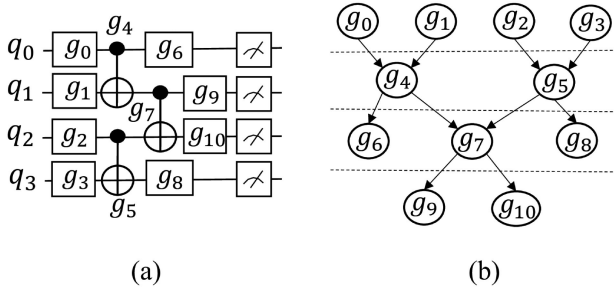 g₄
q₀ g₀ g₆
q₁ g₁ g₇ g₉
q₂ g₂ g₁₀
q₃ g₃ g₈
g₅
(a)
g₀ g₁ g₂ g₃
g₄ g₅
g₆ g₇ g₈
g₉ g₁₀
(b)